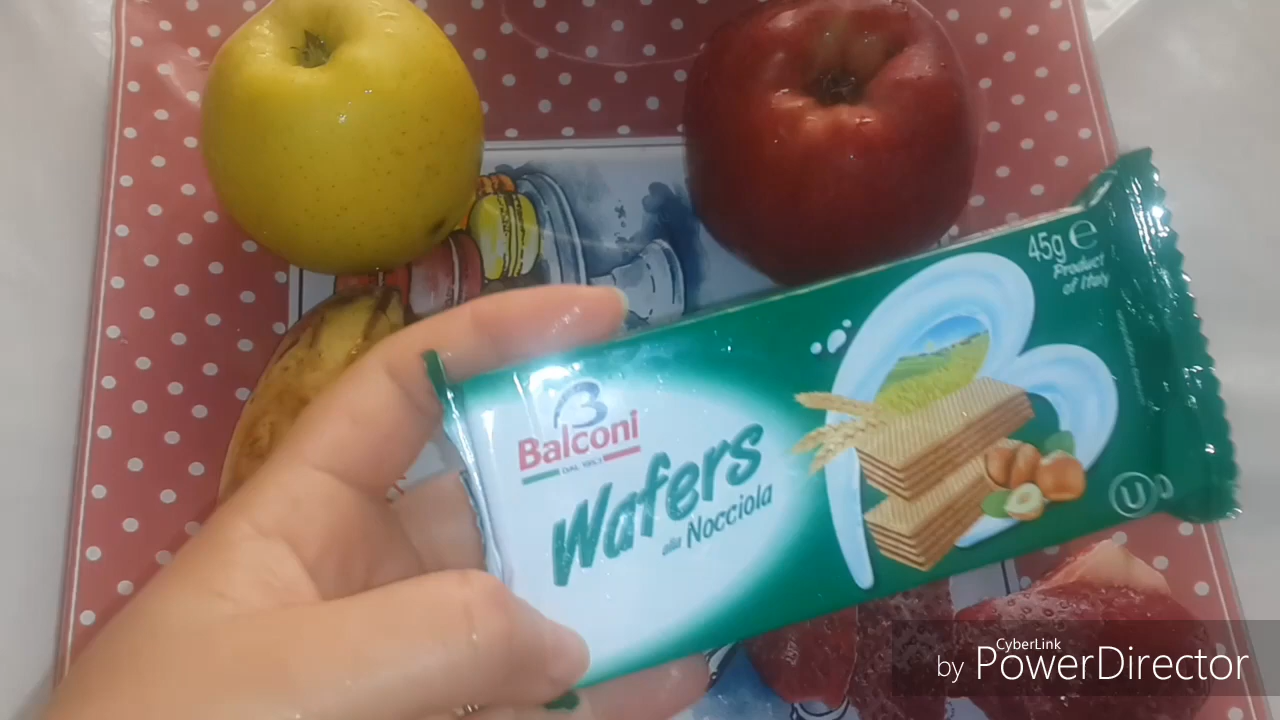 45g e
Product
of Italy
Balconi
DAL 1953
Wafers
alla Nocciola
U D
CyberLink
by PowerDirector